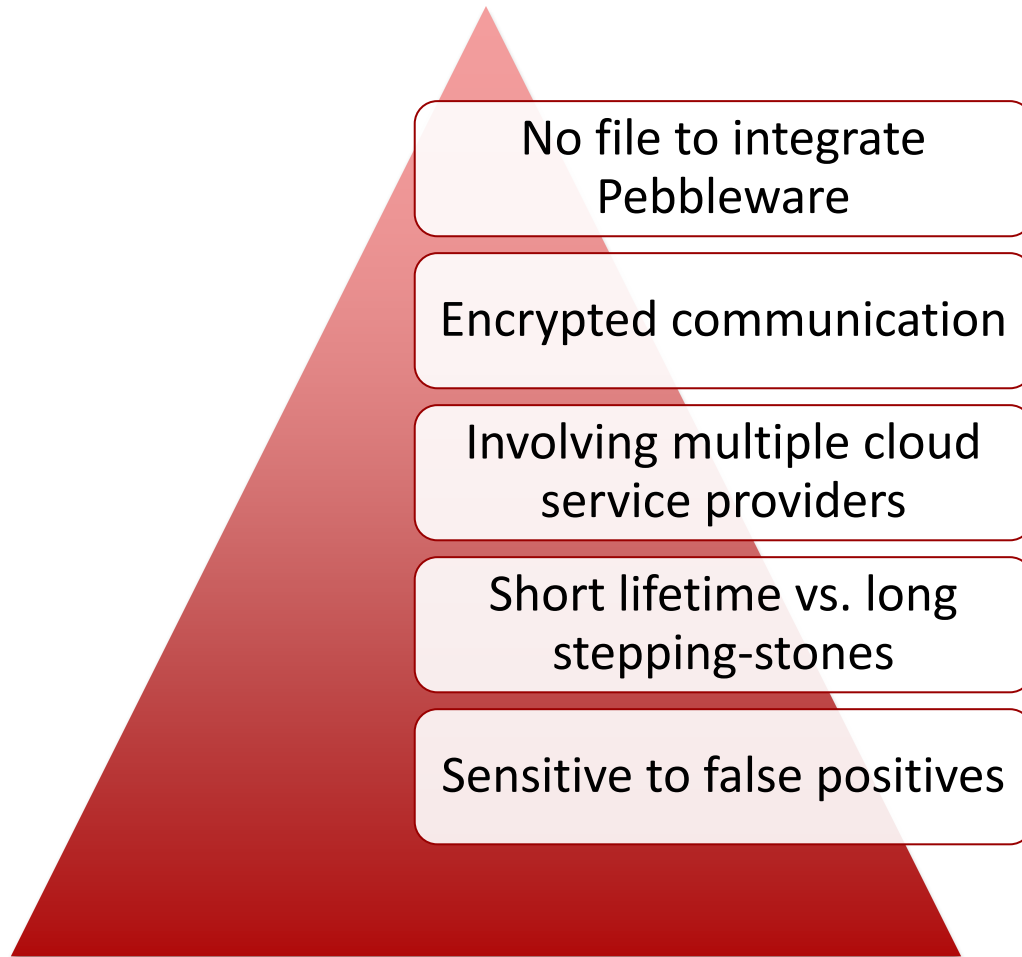 No file to integrate
Pebbleware
Encrypted communication
Involving multiple cloud
service providers
Short lifetime vs. long
stepping-stones
Sensitive to false positives